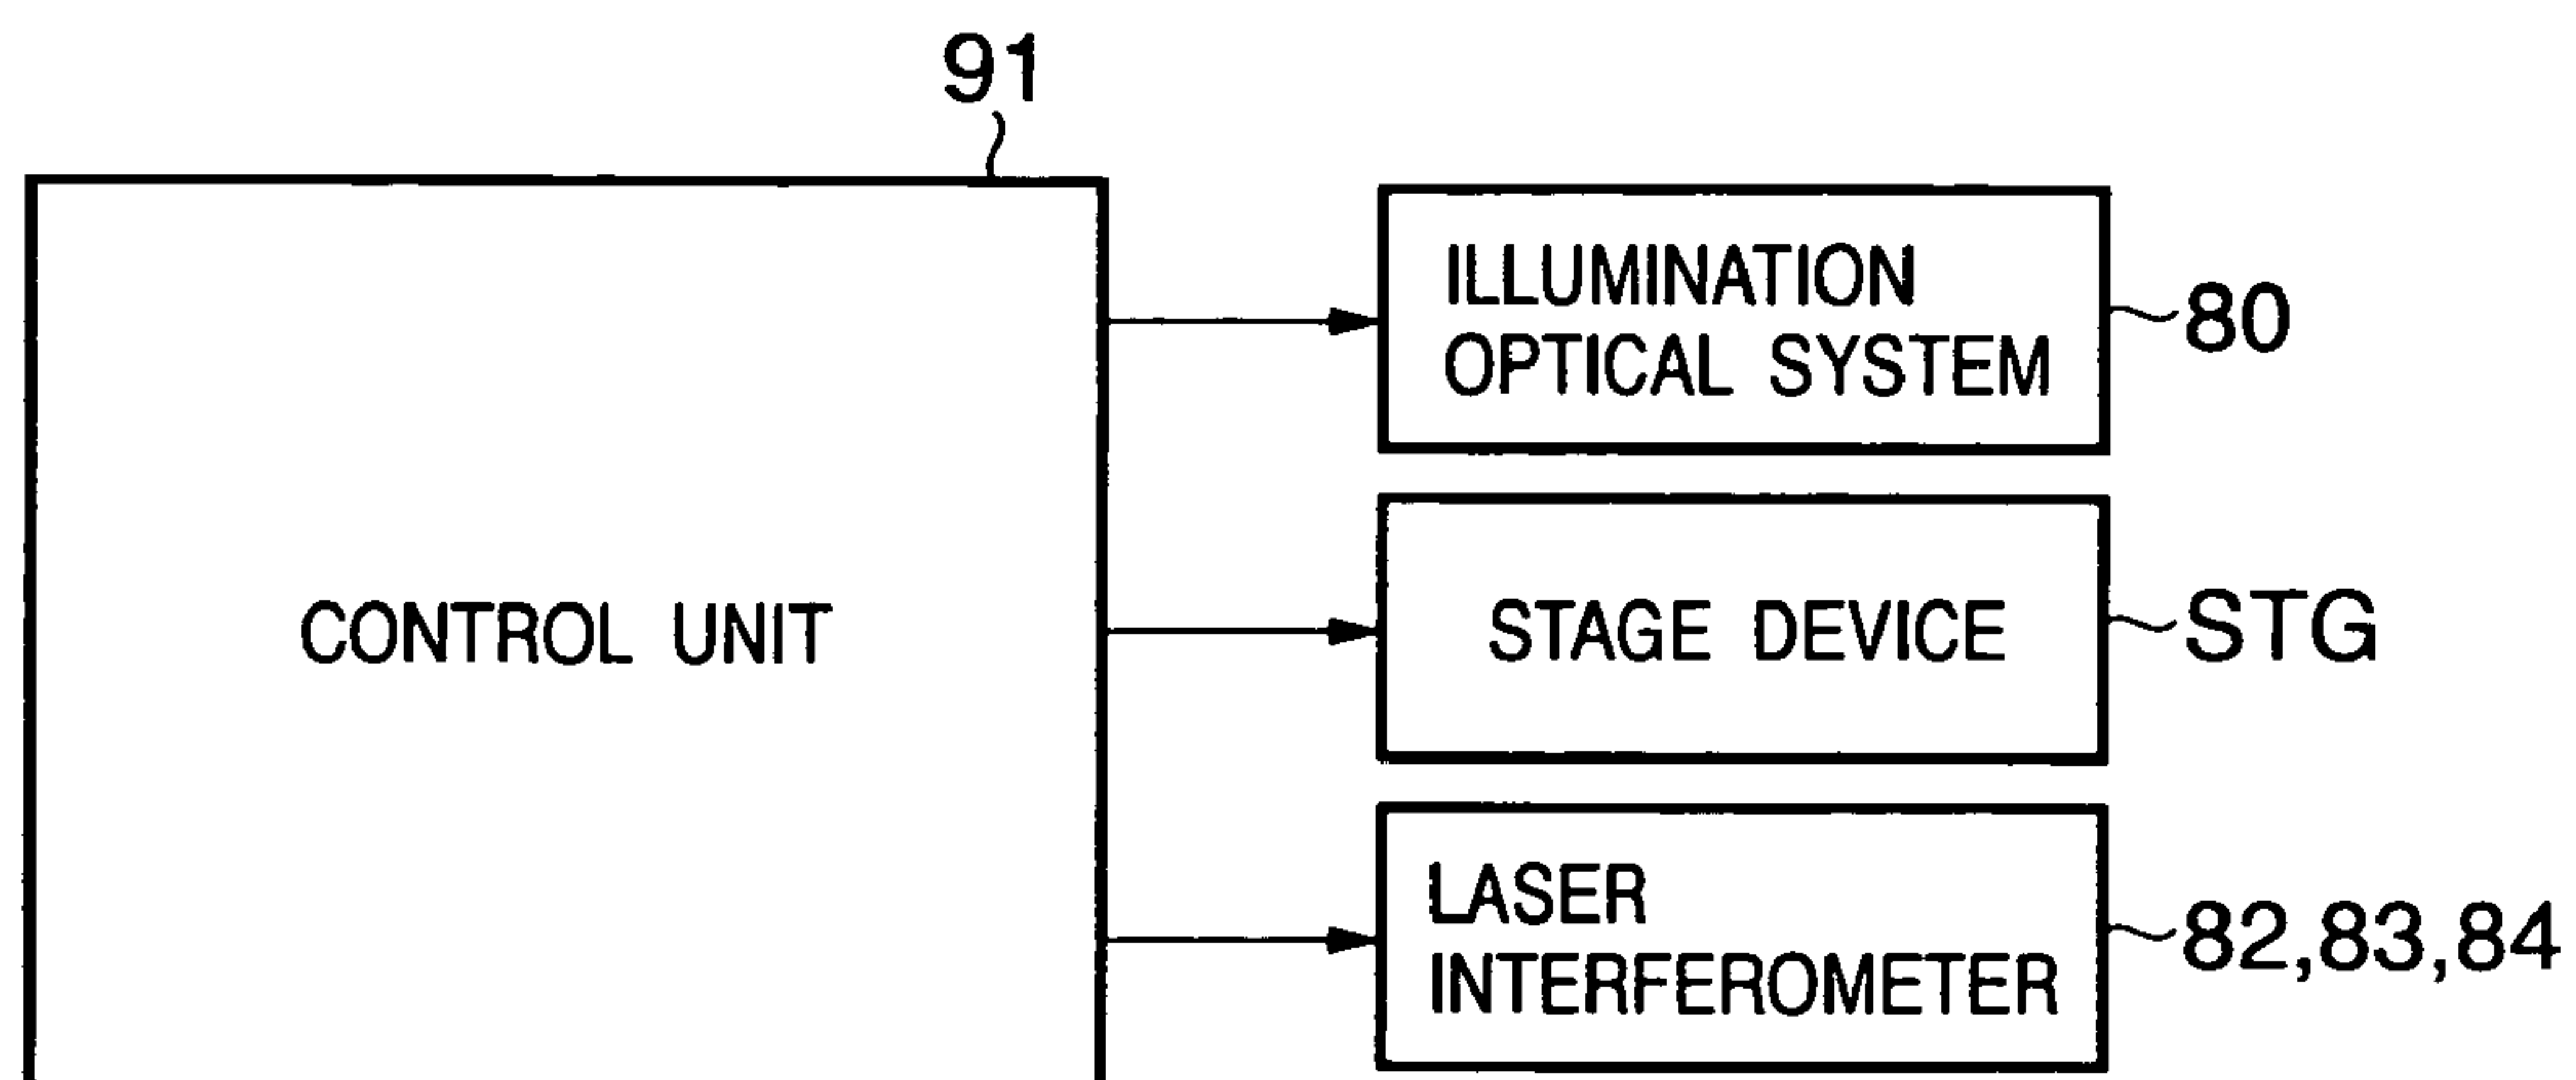 91
CONTROL UNIT
ILLUMINATION
OPTICAL SYSTEM
80
STAGE DEVICE
STG
LASER
INTERFEROMETER
82,83,84